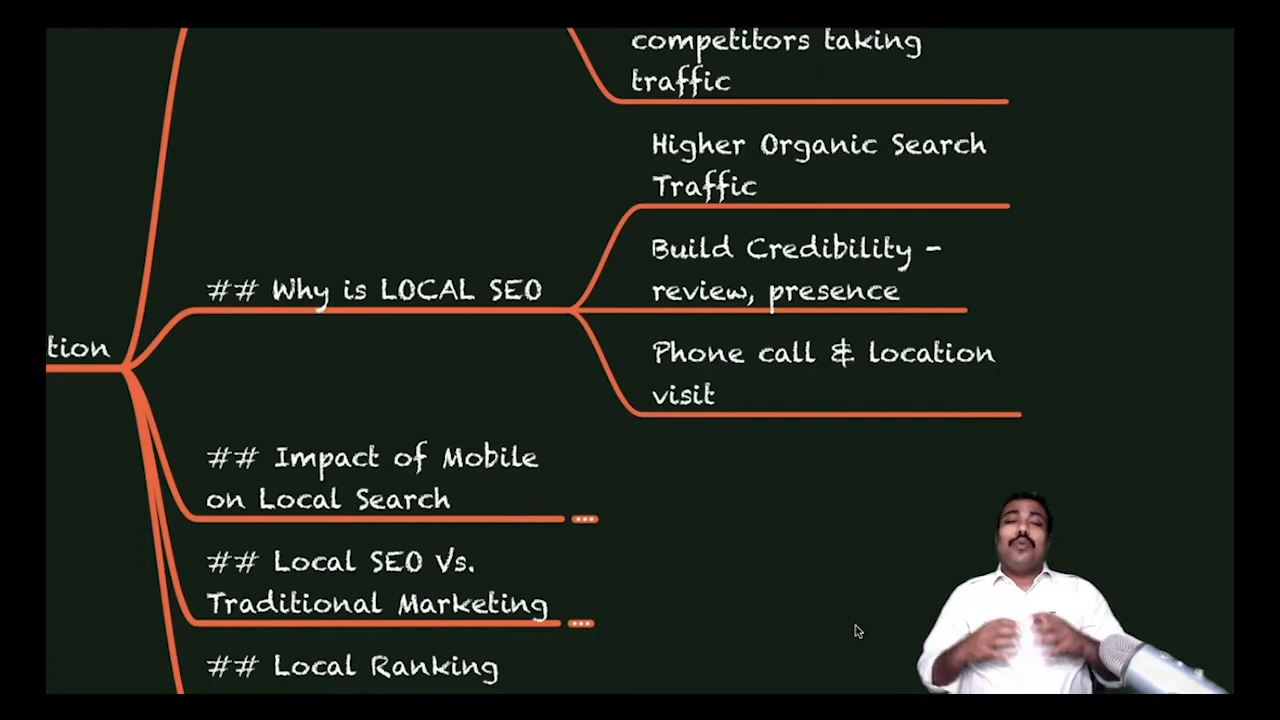 competitors taking
traffic
Higher Organic Search
Traffic
Build Credibility -
review, presence
## Why is LOCAL SEO
Phone call & location
visit
tion
## Impact of Mobile
on Local Search
## Local SEO Vs.
Traditional Marketing
## Local Ranking